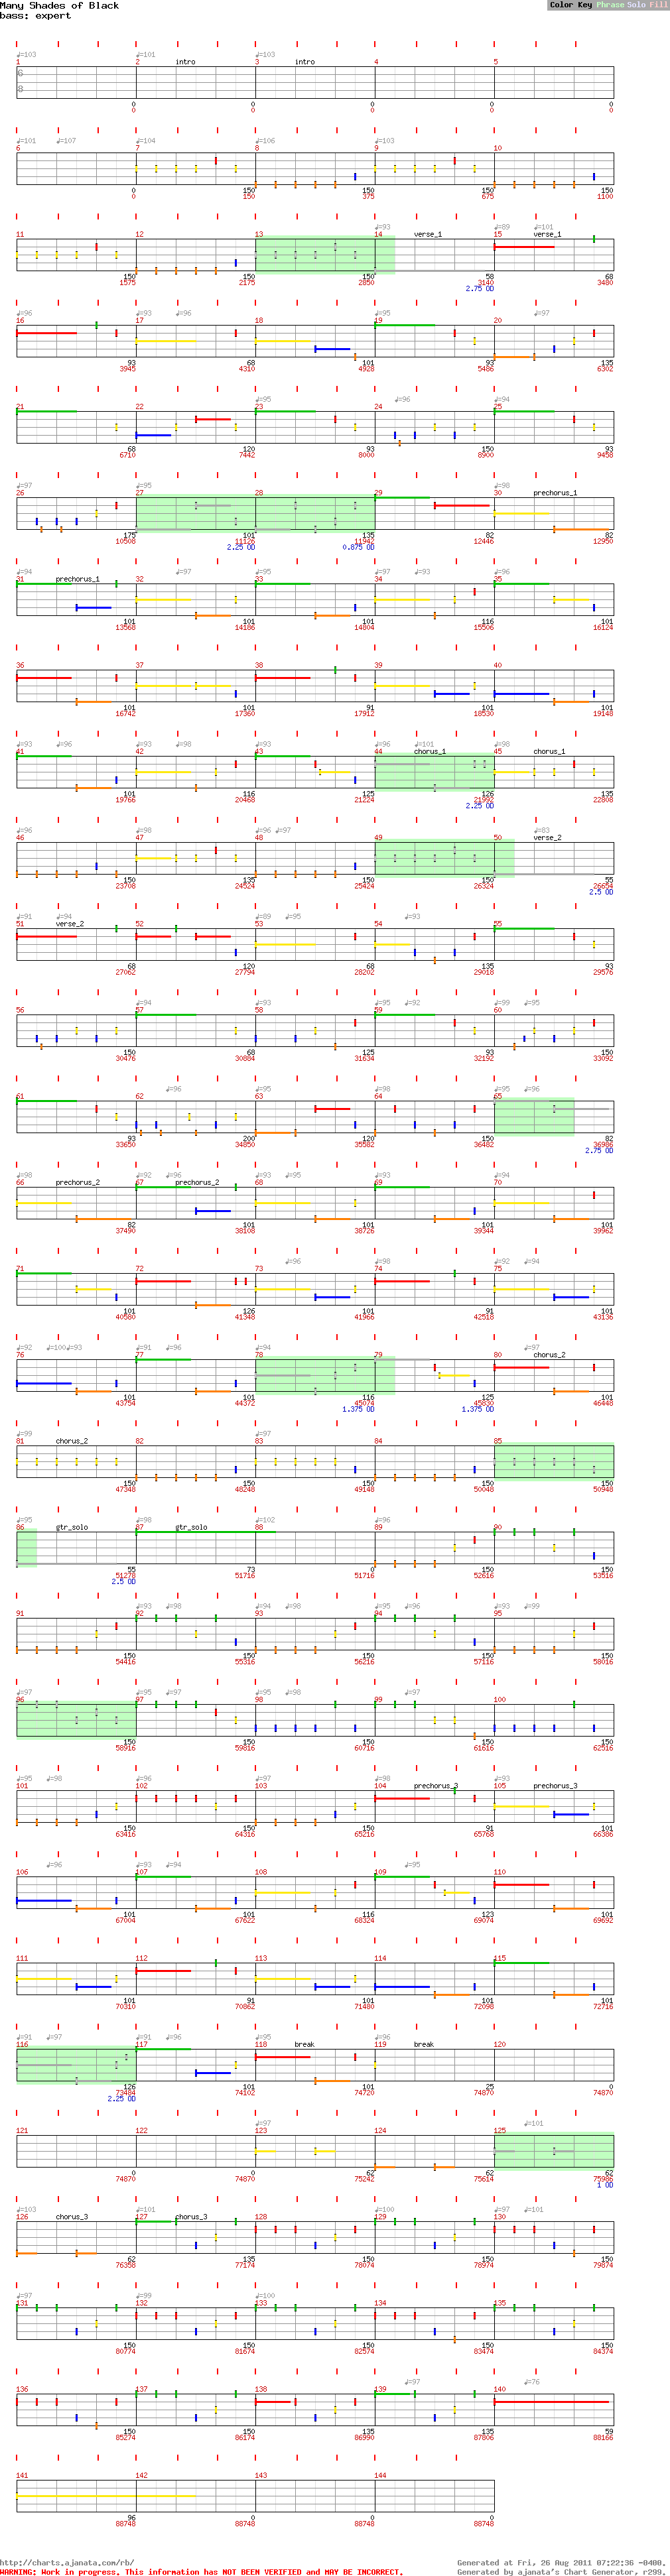 Many Shades of Black
Color Key Phrase Solo Fill
bass: expert
♩=103 ♩=101 ♩=103
1 2 intro 3 intro 4 5
6
8
0 0 0 0 0
0 0 0 0 0
♩=101 ♩=107 ♩=104 ♩=106 ♩=103
6 7 8 9 10
0 150 150 150 150
0 150 375 675 1100
♩=93 ♩=89 ♩=101
11 12 13 14 verse_1 15 verse_1
150 150 150 58 68
1575 2175 2850 3140 3480
2.75 OD
♩=96 ♩=93 ♩=96 ♩=95 ♩=97
16 17 18 19 20
93 68 101 93 135
3945 4310 4928 5486 6302
♩=95 ♩=96 ♩=94
21 22 23 24 25
68 120 93 150 93
6710 7442 8000 8900 9458
♩=97 ♩=95 ♩=98
26 27 28 29 30 prechorus_1
175 101 135 82 82
10508 11126 11942 12446 12950
2.25 OD 0.875 OD
♩=94 ♩=97 ♩=95 ♩=97 ♩=93 ♩=96
31 prechorus_1 32 33 34 35
101 101 101 116 101
13568 14186 14804 15506 16124
36 37 38 39 40
101 101 91 101 101
16742 17360 17912 18530 19148
♩=93 ♩=96 ♩=93 ♩=98 ♩=93 ♩=96 ♩=101 ♩=98
41 42 43 44 chorus_1 45 chorus_1
101 116 125 126 135
19766 20468 21224 21992 22808
2.25 OD
♩=96 ♩=98 ♩=96 ♩=97 ♩=83
46 47 48 49 50 verse_2
150 135 150 150 55
23708 24524 25424 26324 26654
2.5 OD
♩=91 ♩=94 ♩=89 ♩=95 ♩=93
51 verse_2 52 53 54 55
68 120 68 135 93
27062 27794 28202 29018 29576
♩=94 ♩=93 ♩=95 ♩=92 ♩=99 ♩=95
56 57 58 59 60
150 68 125 93 150
30476 30884 31634 32192 33092
♩=96 ♩=95 ♩=98 ♩=95 ♩=96
61 62 63 64 65
93 200 120 150 82
33650 34850 35582 36482 36986
2.75 OD
♩=98 ♩=92 ♩=96 ♩=93 ♩=95 ♩=93 ♩=94
66 prechorus_2 67 prechorus_2 68 69 70
82 101 101 101 101
37490 38108 38726 39344 39962
♩=96 ♩=98 ♩=92 ♩=94
71 72 73 74 75
101 126 101 91 101
40580 41348 41966 42518 43136
♩=92 ♩=100 ♩=93 ♩=91 ♩=96 ♩=94 ♩=97
76 77 78 79 80 chorus_2
101 101 116 125 101
43754 44372 45074 45830 46448
1.375 OD 1.375 OD
♩=99 ♩=97
81 chorus_2 82 83 84 85
150 150 150 150 150
47348 48248 49148 50048 50948
♩=95 ♩=98 ♩=102 ♩=96
86 gtr_solo 87 gtr_solo 88 89 90
55 73 0 150 150
51278 51716 51716 52616 53516
2.5 OD
♩=93 ♩=98 ♩=94 ♩=98 ♩=95 ♩=96 ♩=93 ♩=99
91 92 93 94 95
150 150 150 150 150
54416 55316 56216 57116 58016
♩=97 ♩=95 ♩=97 ♩=95 ♩=98 ♩=97
96 97 98 99 100
150 150 150 150 150
58916 59816 60716 61616 62516
♩=95 ♩=98 ♩=96 ♩=97 ♩=98 ♩=93
101 102 103 104 prechorus_3 105 prechorus_3
150 150 150 91 101
63416 64316 65216 65768 66386
♩=96 ♩=93 ♩=94 ♩=95
106 107 108 109 110
101 101 116 123 101
67004 67622 68324 69074 69692
111 112 113 114 115
101 91 101 101 101
70310 70862 71480 72098 72716
♩=91 ♩=97 ♩=91 ♩=96 ♩=95 ♩=96
116 117 118 break 119 break 120
126 101 101 25 0
73484 74102 74720 74870 74870
2.25 OD
♩=97 ♩=101
121 122 123 124 125
0 0 62 62 62
74870 74870 75242 75614 75986
1 OD
♩=103 ♩=101 ♩=100 ♩=97 ♩=101
126 chorus_3 127 chorus_3 128 129 130
62 135 150 150 150
76358 77174 78074 78974 79874
♩=97 ♩=99 ♩=100
131 132 133 134 135
150 150 150 150 150
80774 81674 82574 83474 84374
♩=97 ♩=76
136 137 138 139 140
150 150 135 135 59
85274 86174 86990 87806 88166
141 142 143 144
96 0 0 0
88748 88748 88748 88748
http://charts.ajanata.com/rb/
Generated at Fri, 26 Aug 2011 07:22:36 -0400.
WARNING: Work in progress. This information has NOT BEEN VERIFIED and MAY BE INCORRECT.
Generated by ajanata's Chart Generator, r299.